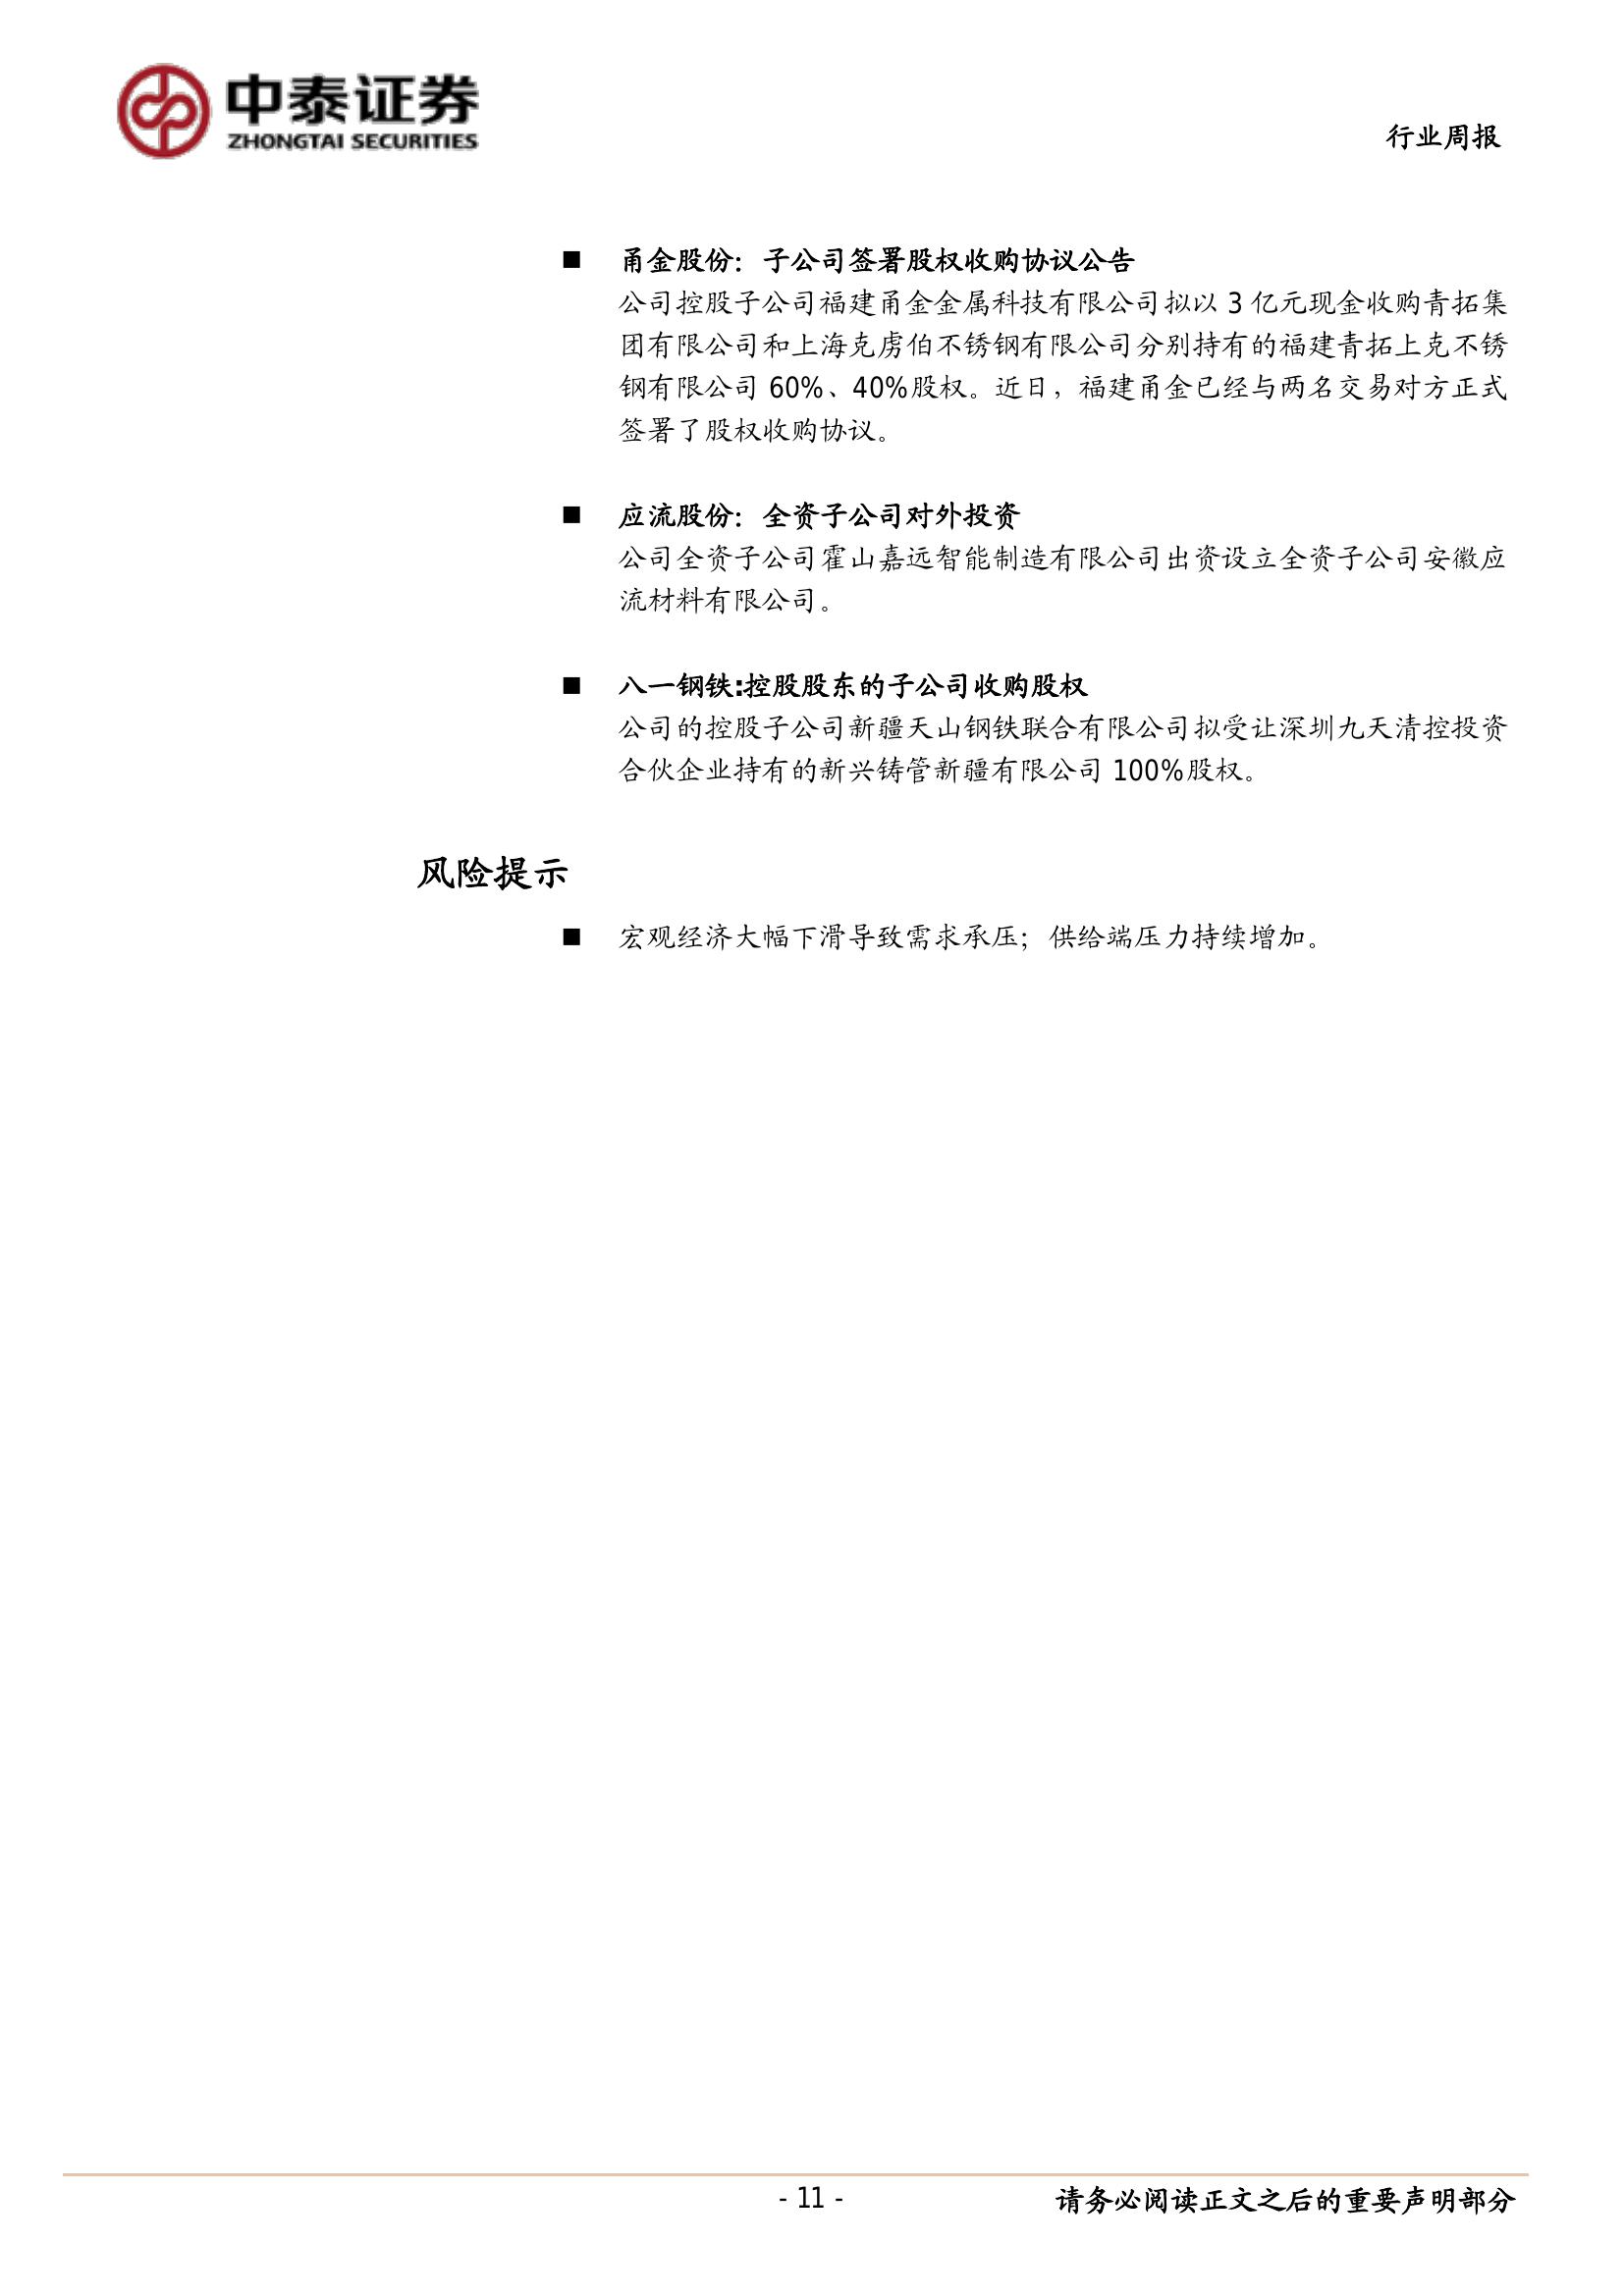 中泰证券
ZHONGTAI SECURITIES
行业周报
■ 甬金股份：子公司签署股权收购协议公告
公司控股子公司福建甬金金属科技有限公司拟以 3 亿元现金收购青拓集
团有限公司和上海克虏伯不锈钢有限公司分别持有的福建青拓上克不锈
钢有限公司 60%、40%股权。近日，福建甬金已经与两名交易对方正式
签署了股权收购协议。
■ 应流股份：全资子公司对外投资
公司全资子公司霍山嘉远智能制造有限公司出资设立全资子公司安徽应
流材料有限公司。
■ 八一钢铁:控股股东的子公司收购股权
公司的控股子公司新疆天山钢铁联合有限公司拟受让深圳九天清控投资
合伙企业持有的新兴铸管新疆有限公司 100%股权。
风险提示
■ 宏观经济大幅下滑导致需求承压；供给端压力持续增加。
- 11 -
请务必阅读正文之后的重要声明部分